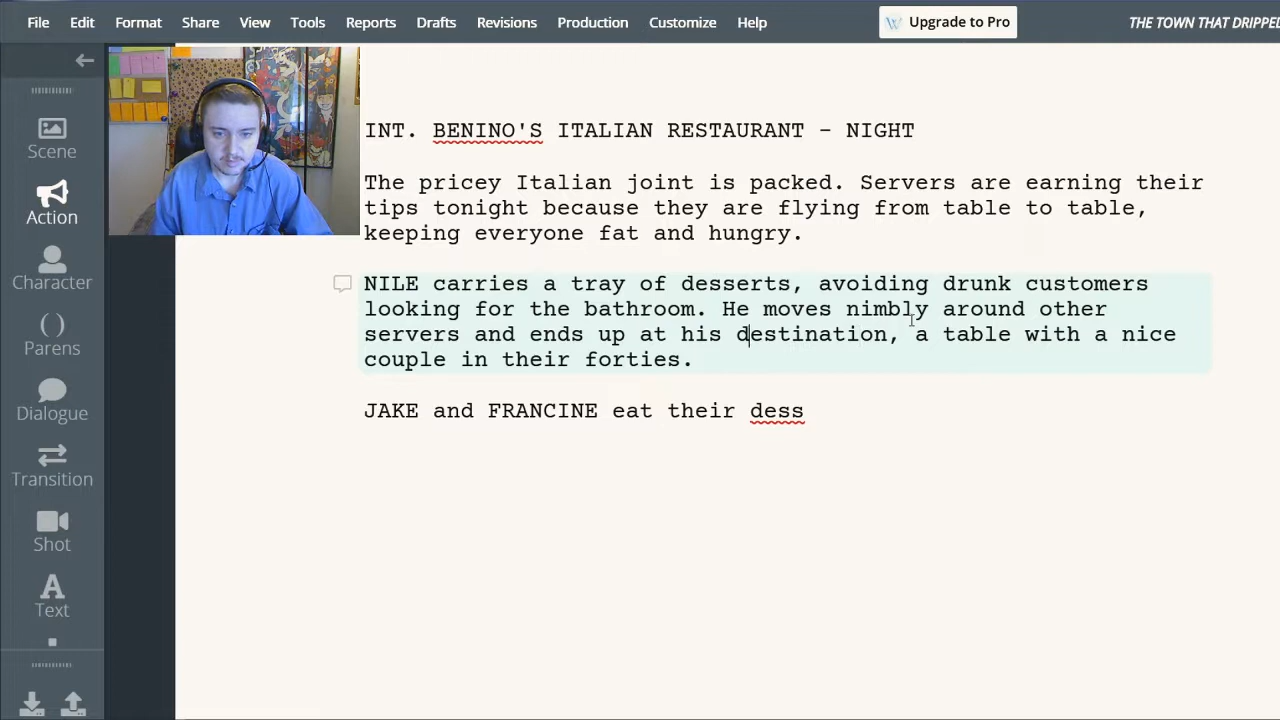 File Edit Format Share View Tools Reports Drafts Revisions Production Customize Help Upgrade to Pro THE TOWN THAT DRIPPED
Scene
Action
Character
Parens
Dialogue
Transition
Shot
Text
INT. BENINO'S ITALIAN RESTAURANT - NIGHT
The pricey Italian joint is packed. Servers are earning their
tips tonight because they are flying from table to table,
keeping everyone fat and hungry.
NILE carries a tray of desserts, avoiding drunk customers
looking for the bathroom. He moves nimbly around other
servers and ends up at his destination, a table with a nice
couple in their forties.
JAKE and FRANCINE eat their dess